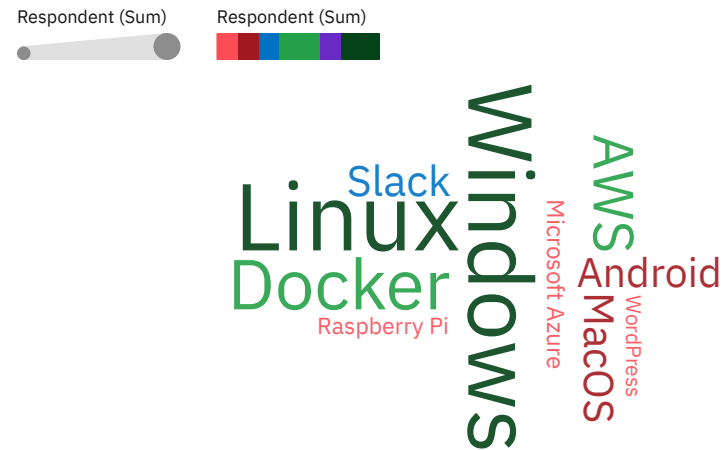 Respondent (Sum)
Respondent (Sum)
Windows
AWS
Slack
Linux
Microsoft Azure
Docker
Android
Raspberry Pi
MacOS
WordPress